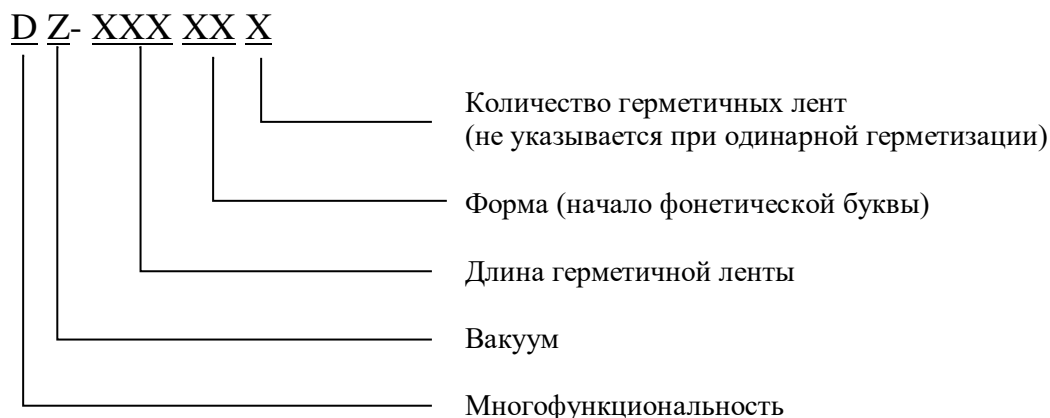 D Z- XXX XX X
Количество герметичных лент
(не указывается при одинарной герметизации)
Форма (начало фонетической буквы)
Длина герметичной ленты
Вакуум
Многофункциональность